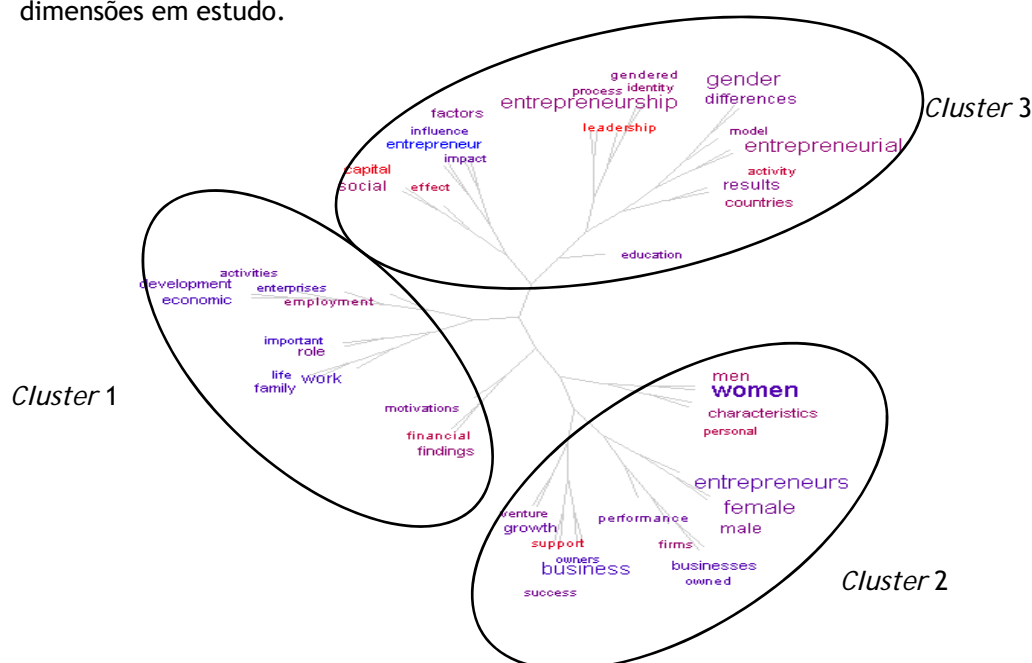 dimensões em estudo.
gendered
process identity
entrepreneurship
leadership
gender
differences
model
entrepreneurial
activity
results
countries
education
factors
influence
entrepreneur
impact
capital
social
effect
Cluster 3
activities
development
enterprises
economic
employment
important
role
life
work
family
motivations
financial
findings
Cluster 1
men
women
characteristics
personal
entrepreneurs
female
male
venture
growth
performance
support
firms
owners
business
businesses
owned
success
Cluster 2